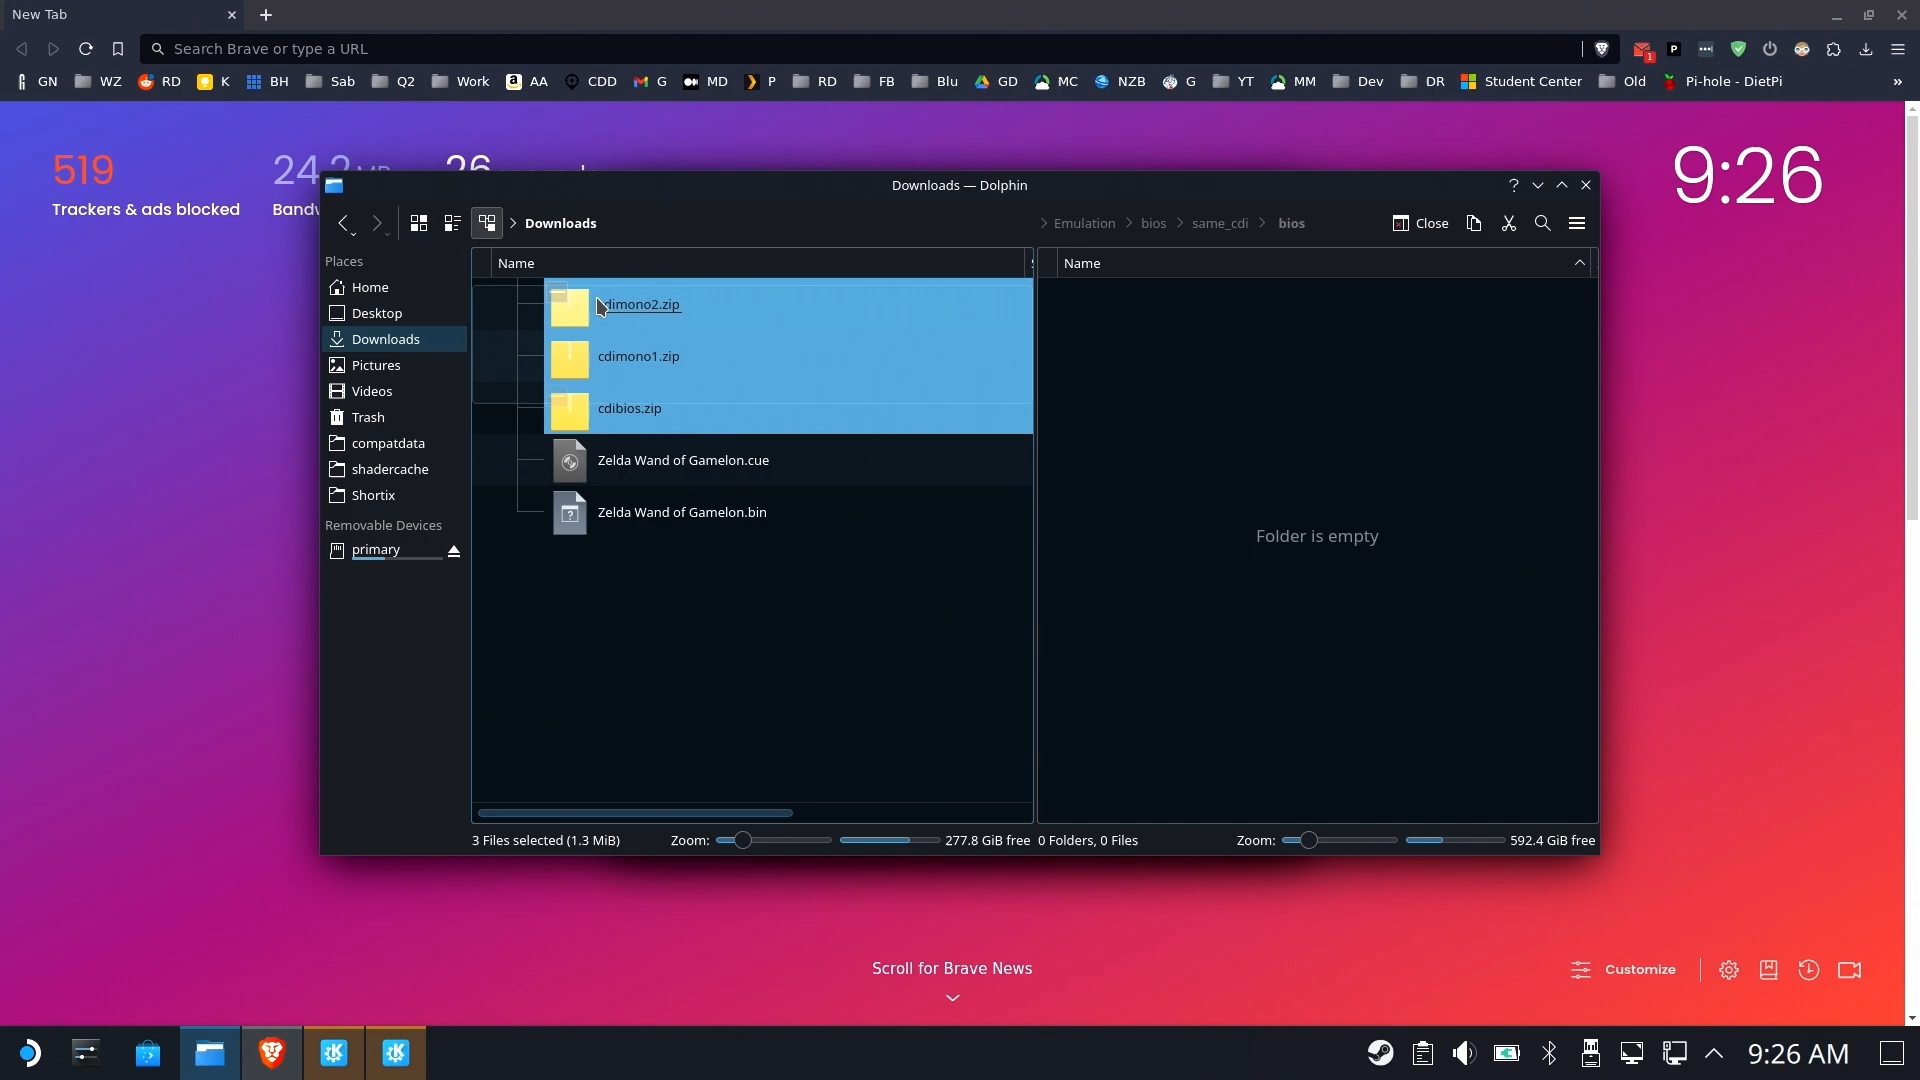 New Tab
Search Brave or type a URL
1
GN WZ RD K BH Sab Q2 Work AA CDD G MD P RD FB Blu GD MC NZB G YT MM Dev DR Student Center Old Pi-hole - DietPi »
519
Trackers & ads blocked
24.2
26
9:26
Downloads — Dolphin
Downloads
Emulation bios same_cdi bios
Close
Places
Home
Desktop
Downloads
Pictures
Videos
Trash
compatdata
shadercache
Shortix
Removable Devices
primary
Name
cdimono1.zip
cdibios.zip
Zelda Wand of Gamelon.cue
Zelda Wand of Gamelon.bin
Name
Folder is empty
3 Files selected (1.3 MiB) Zoom: 277.8 GiB free
0 Folders, 0 Files Zoom: 592.4 GiB free
Scroll for Brave News
Customize
9:26 AM